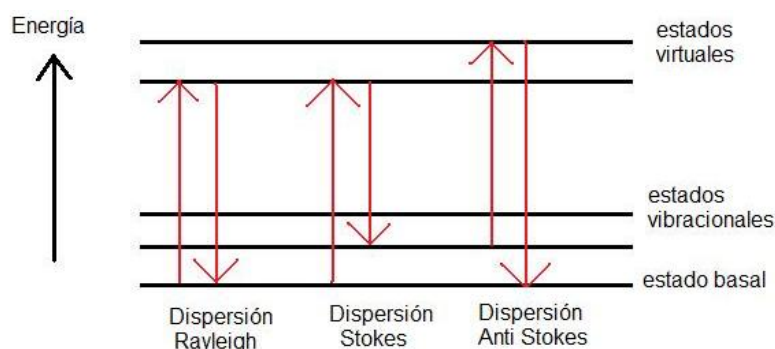 Energía
estados
virtuales
estados
vibracionales
estado basal
Dispersión
Rayleigh
Dispersión
Stokes
Dispersión
Anti Stokes